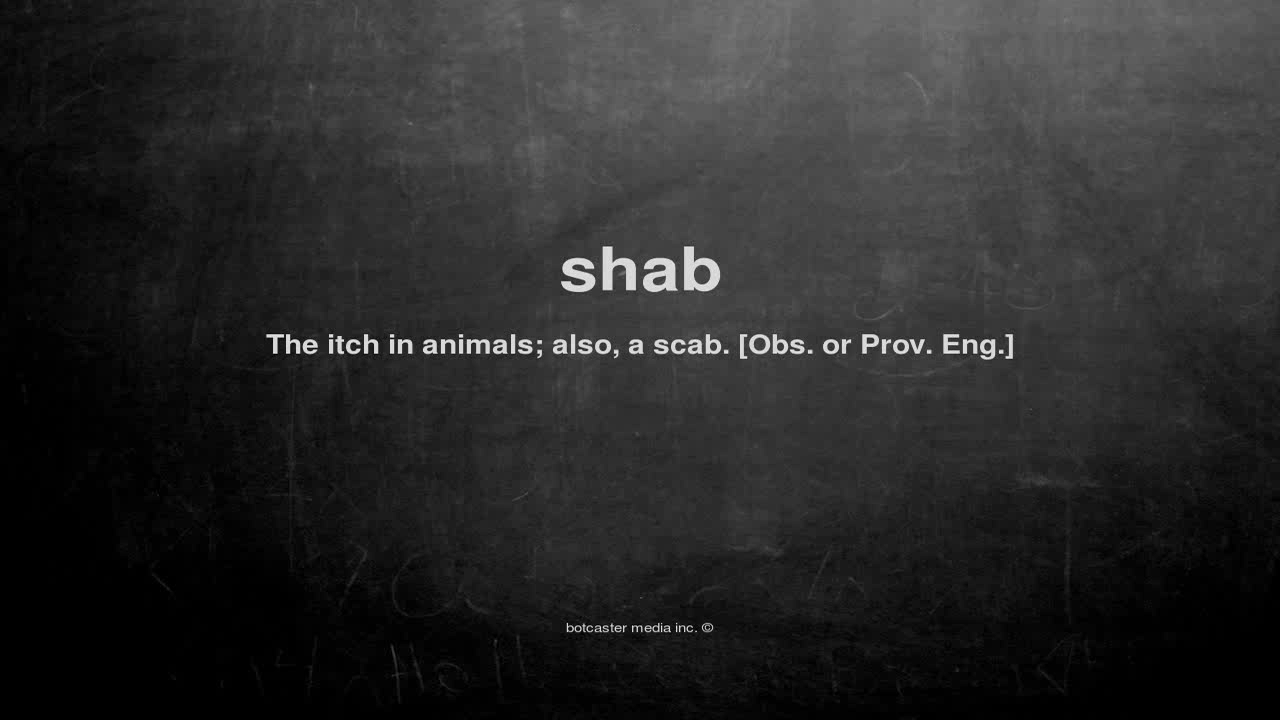 shab
The itch in animals; also, a scab. [Obs. or Prov. Eng.]
botcaster media inc. ©